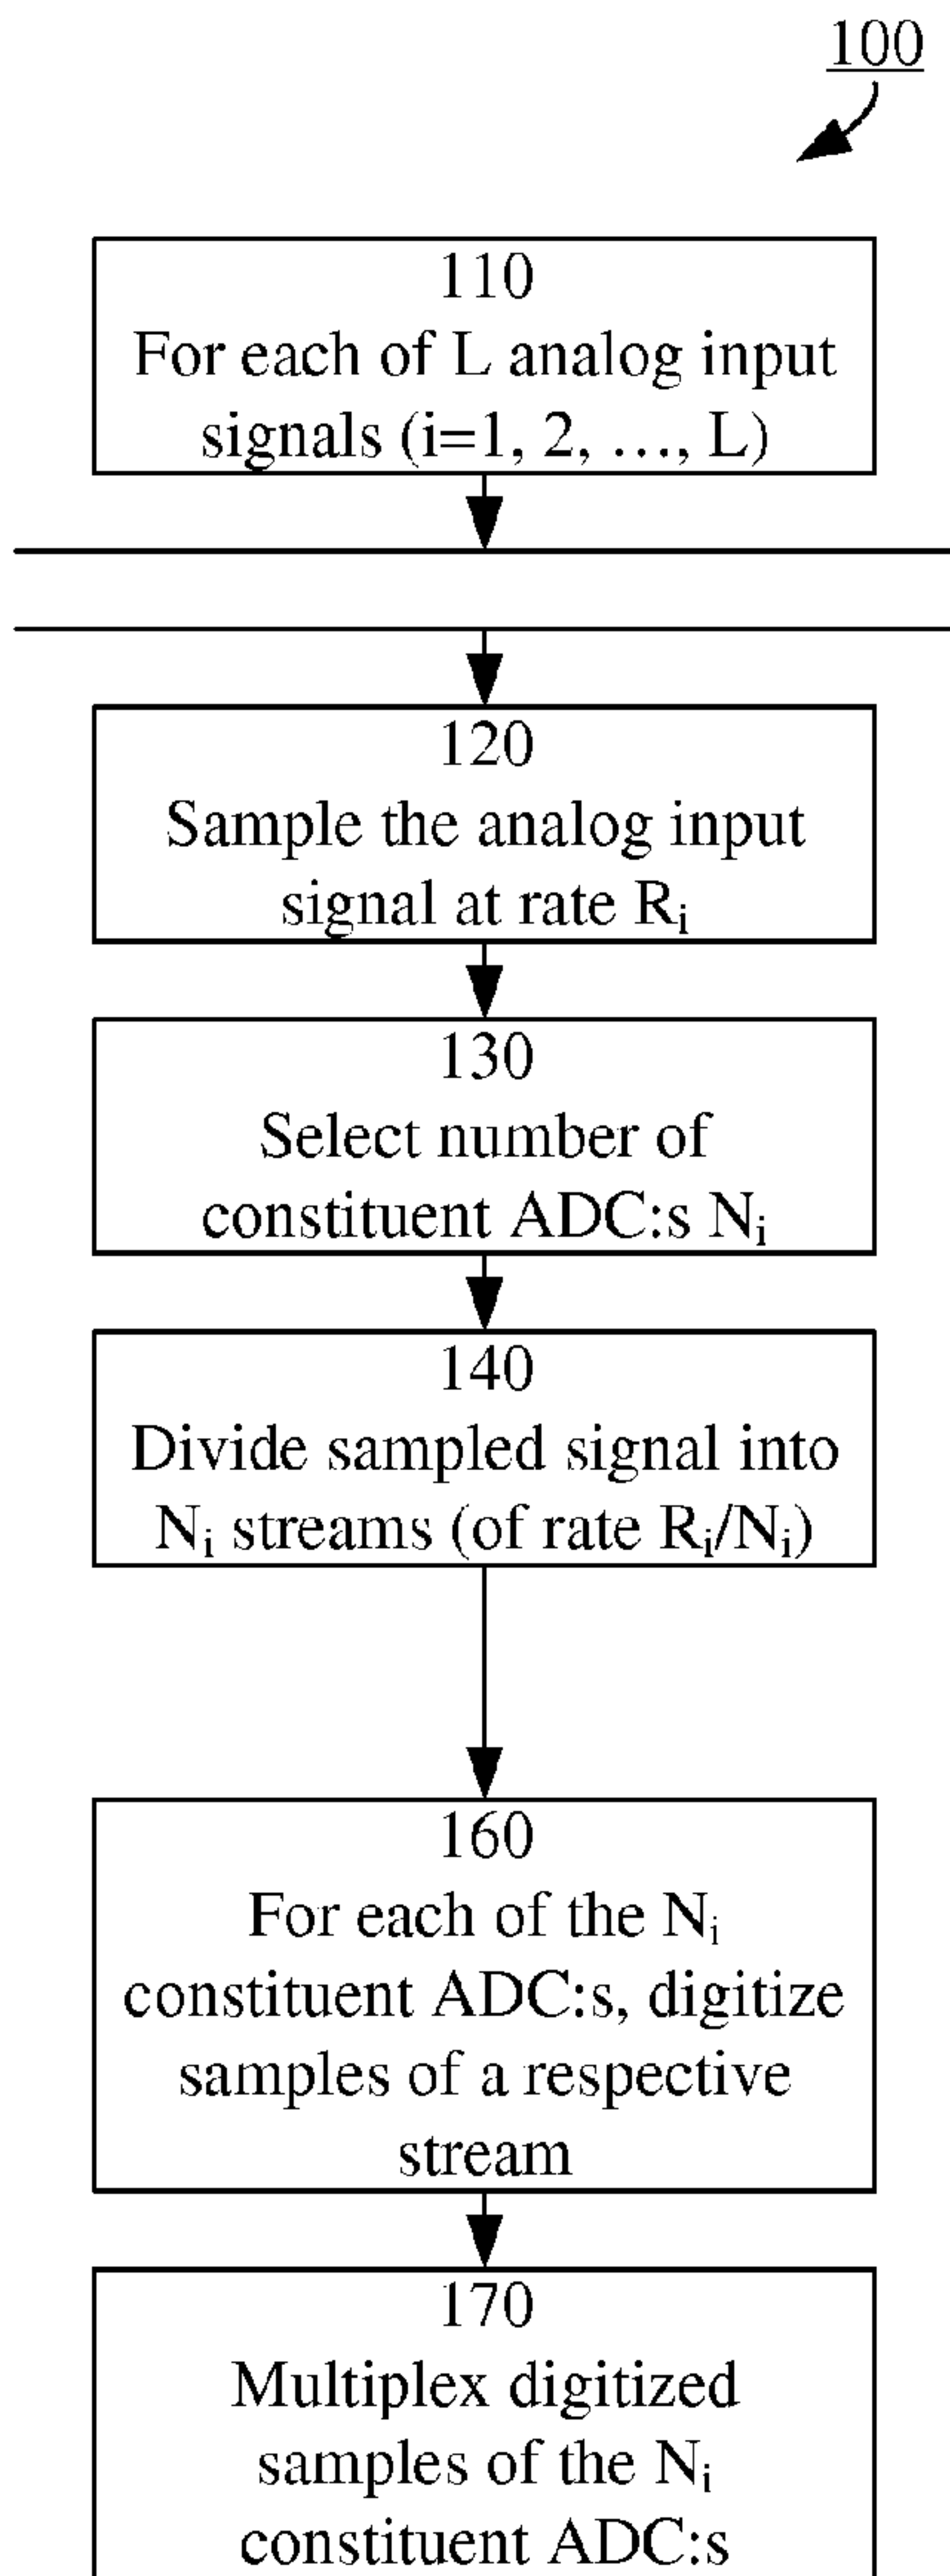 100
110
For each of L analog input
signals (i=1, 2, …, L)
120
Sample the analog input
signal at rate Rᵢ
130
Select number of
constituent ADC:s Nᵢ
140
Divide sampled signal into
Nᵢ streams (of rate Rᵢ/Nᵢ)
160
For each of the Nᵢ
constituent ADC:s, digitize
samples of a respective
stream
170
Multiplex digitized
samples of the Nᵢ
constituent ADC:s